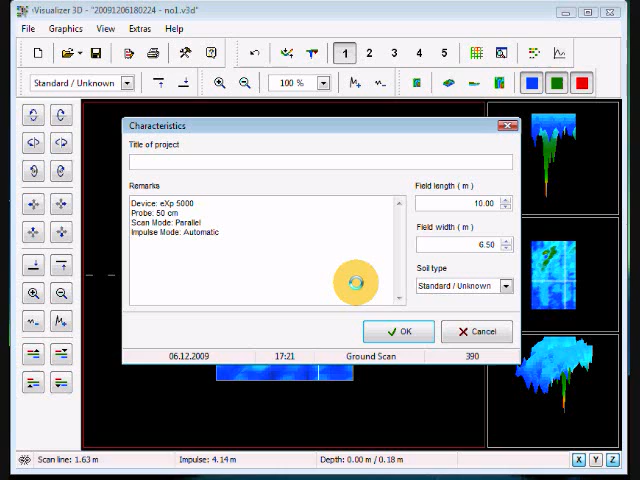 Visualizer 3D - "20091206180224 - no1.v3d"
File Graphics View Extras Help
1 2 3 4 5
Standard / Unknown 100 %
Characteristics
Title of project
Remarks
Device: eXp 5000
Probe: 50 cm
Scan Mode: Parallel
Impulse Mode: Automatic
Field length ( m )
10.00
Field width ( m )
6.50
Soil type
Standard / Unknown
OK Cancel
06.12.2009 17:21 Ground Scan 390
Scan line: 1.63 m Impulse: 4.14 m Depth: 0.00 m / 0.18 m X Y Z